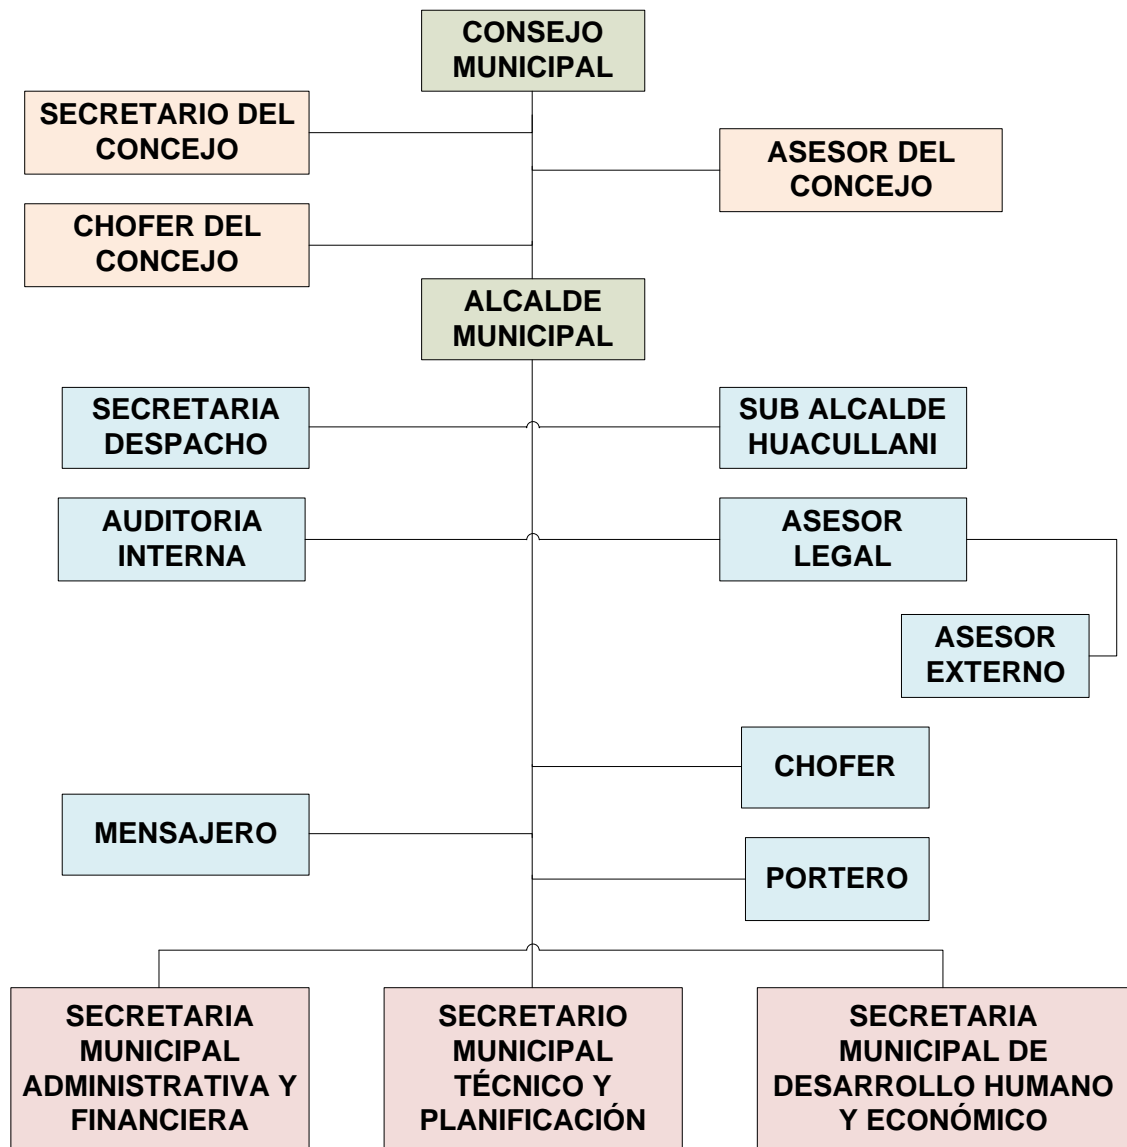 CONSEJO
MUNICIPAL
SECRETARIO DEL
CONCEJO
ASESOR DEL
CONCEJO
CHOFER DEL
CONCEJO
ALCALDE
MUNICIPAL
SECRETARIA
DESPACHO
SUB ALCALDE
HUACULLANI
AUDITORIA
INTERNA
ASESOR
LEGAL
ASESOR
EXTERNO
CHOFER
MENSAJERO
PORTERO
SECRETARIA
MUNICIPAL
ADMINISTRATIVA Y
FINANCIERA
SECRETARIO
MUNICIPAL
TÉCNICO Y
PLANIFICACIÓN
SECRETARIA
MUNICIPAL DE
DESARROLLO HUMANO
Y ECONÓMICO